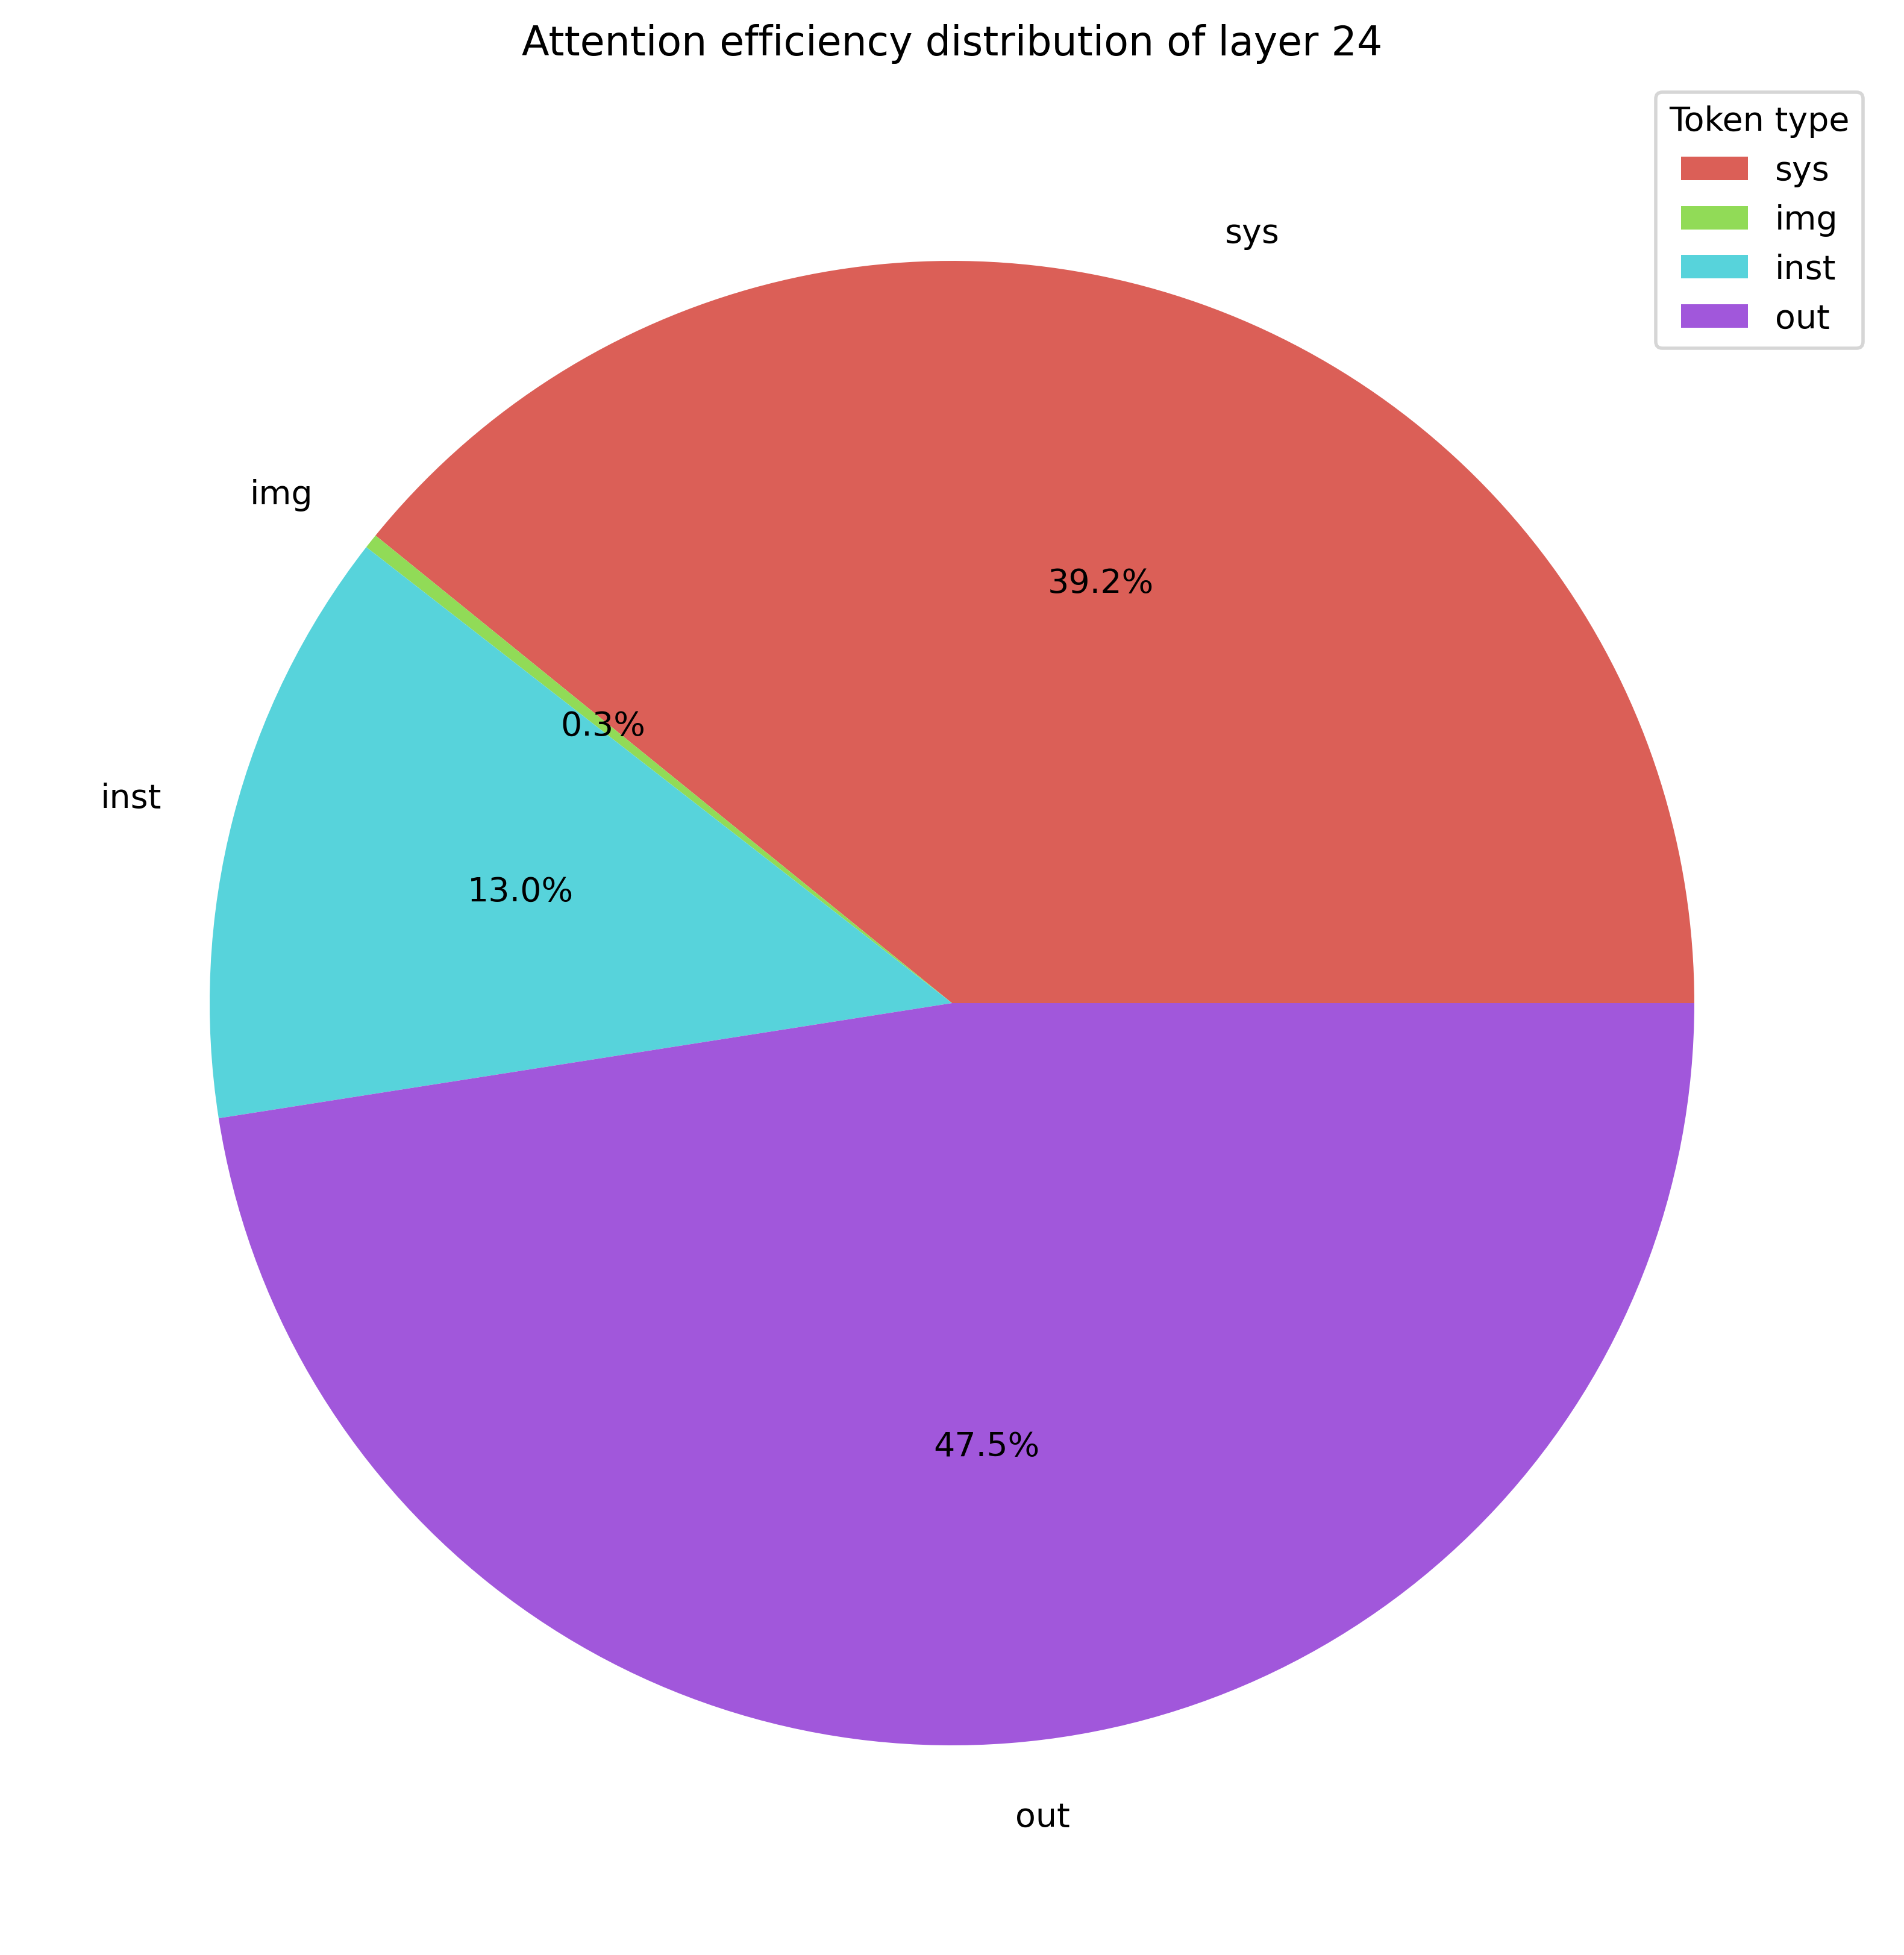 Attention efficiency distribution of layer 24
Token type
sys
img
inst
out
sys
39.2%
img
0.3%
inst
13.0%
47.5%
out